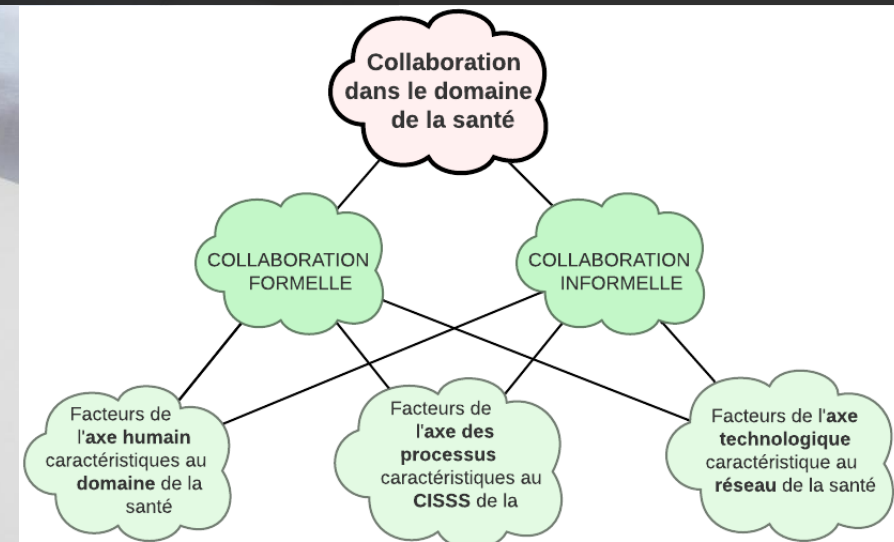 Collaboration
dans le domaine
de la santé
COLLABORATION
FORMELLE
COLLABORATION
INFORMELLE
Facteurs de
l'axe humain
caractéristiques au
domaine de la
santé
Facteurs de
l'axe des
processus
caractéristiques au
CISSS de la
Facteurs de l'axe
technologique
caractéristique au
réseau de la santé